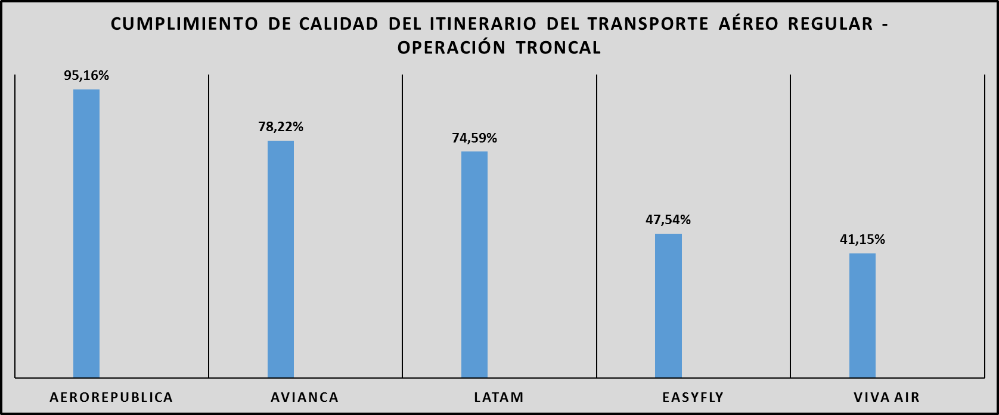 CUMPLIMIENTO DE CALIDAD DEL ITINERARIO DEL TRANSPORTE AÉREO REGULAR -
OPERACIÓN TRONCAL
95,16%
78,22%
74,59%
47,54%
41,15%
AEROREPUBLICA
AVIANCA
LATAM
EASYFLY
VIVA AIR